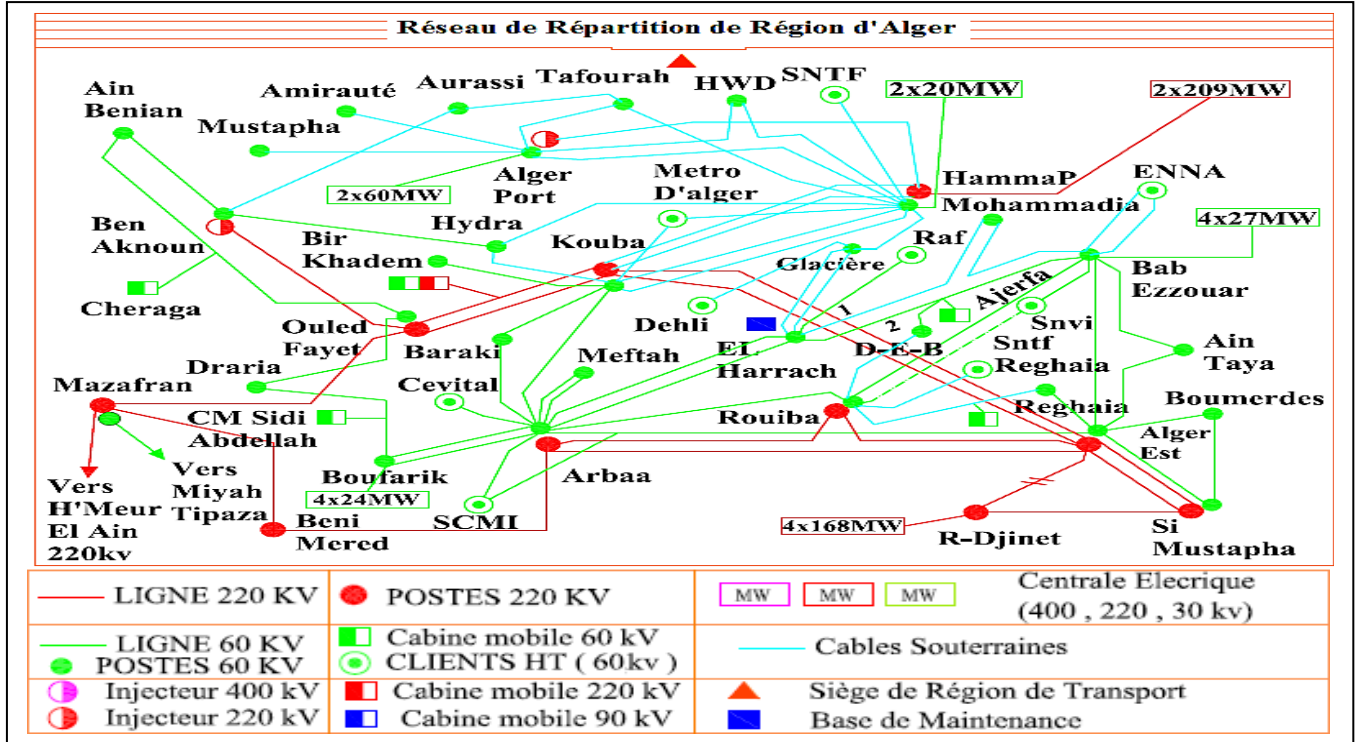 Réseau de Répartition de Région d'Alger
Ain
Benian
Amirauté
Mustapha
Aurassi
Tafourah
HWD
SNTF
2x20MW
2x209MW
Alger
Port
2x60MW
Metro
D'alger
HammaP
Mohammadia
ENNA
4x27MW
Ben
Aknoun
Hydra
Bir
Khadem
Kouba
Glacière
Raf
Bab
Ezzouar
Cheraga
Ouled
Fayet
Baraki
Dehli
1
2
Ajerfa
EL
Harrach
D-E-B
Snvi
Draria
Meftah
Sntf
Reghaia
Ain
Taya
Mazafran
Cevital
CM Sidi
Abdellah
Rouiba
Reghaia
Boumerdes
Alger
Est
Vers
H'Meur
El Ain
220kv
Vers
Miyah
Tipaza
Boufarik
4x24MW
Beni
Mered
SCMI
Arbaa
4x168MW
R-Djinet
Si
Mustapha
LIGNE 220 KV
POSTES 220 KV
MW MW MW
Centrale Elecrique
(400 , 220 , 30 kv)
LIGNE 60 KV
POSTES 60 KV
Cabine mobile 60 kV
CLIENTS HT ( 60kv )
Cables Souterraines
Injecteur 400 kV
Injecteur 220 kV
Cabine mobile 220 kV
Cabine mobile 90 kV
Siège de Région de Transport
Base de Maintenance